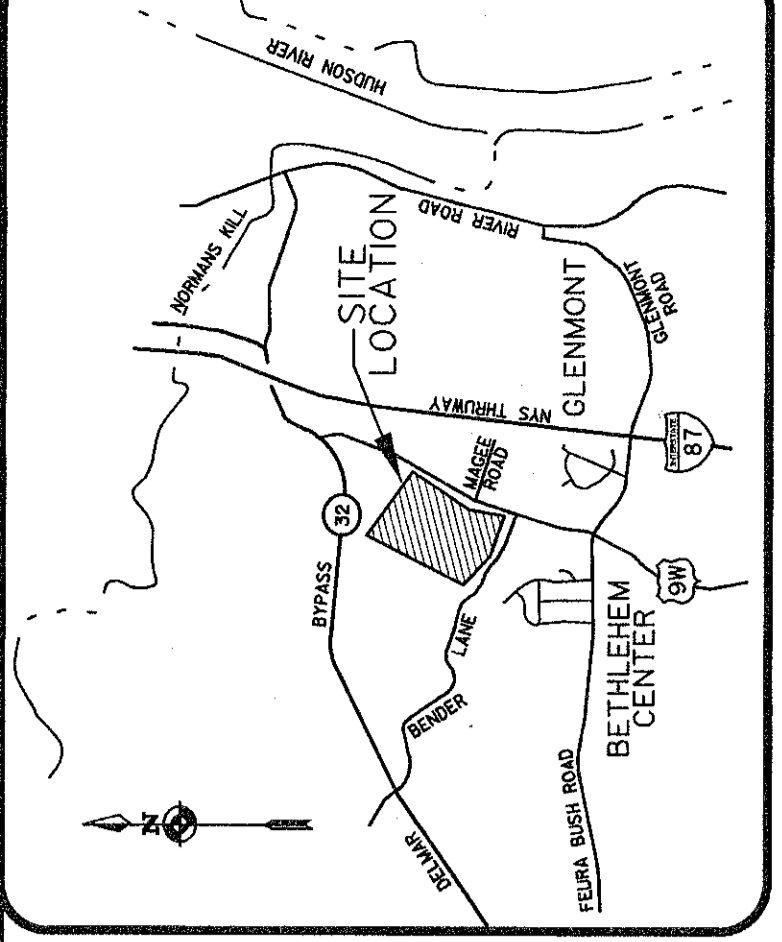 HUDSON RIVER
NORMANS KILL
RIVER ROAD
SITE
LOCATION
NYS THRUWAY
GLENMONT
GLENMONT
ROAD
MAGEE
ROAD
INTERSTATE
87
32
BYPASS
9W
BETHLEHEM
CENTER
LANE
BENDER
N
DELMAR
FEURA BUSH ROAD